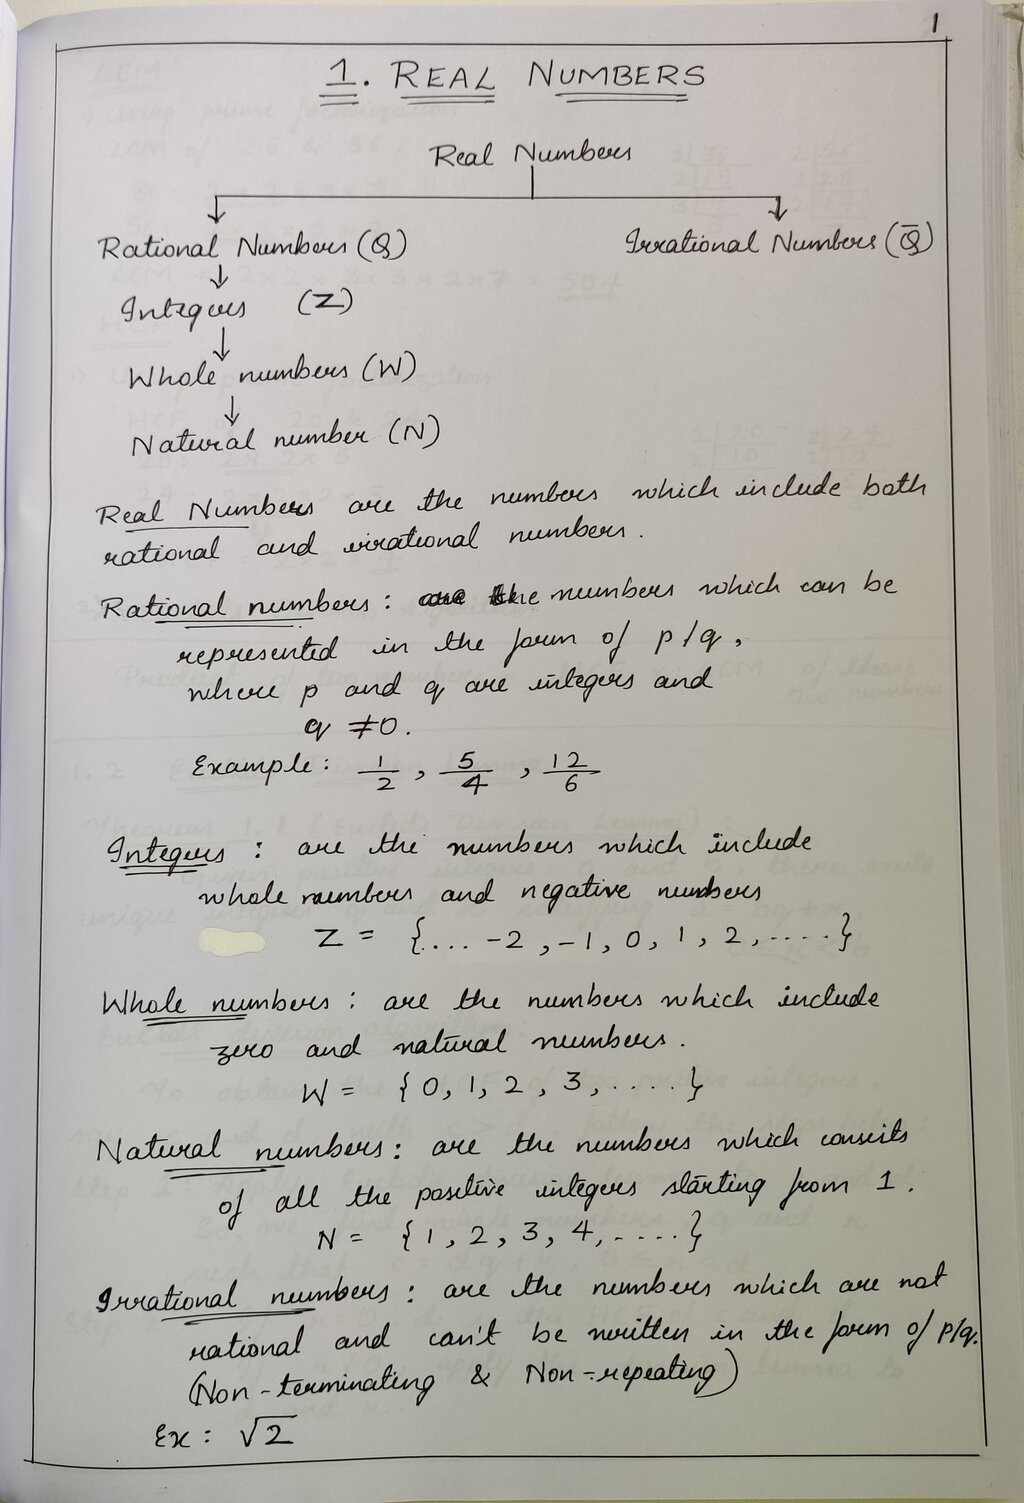 1
1. REAL NUMBERS
Real Numbers
Rational Numbers (Q) Irrational Numbers (Q̄)
Integers (Z)
Whole numbers (W)
Natural number (N)
Real Numbers are the numbers which include both
rational and irrational numbers.
Rational numbers: are the numbers which can be
represented in the form of p/q,
where p and q are integers and
q ≠0.
Example: 1/2, 5/4, 12/6
Integers: are the numbers which include
whole numbers and negative numbers
Z = {... -2, -1, 0, 1, 2, ....}
Whole numbers: are the numbers which include
zero and natural numbers.
W = {0, 1, 2, 3, .....}
Natural numbers: are the numbers which consists
of all the positive integers starting from 1.
N = {1, 2, 3, 4, .....}
Irrational numbers: are the numbers which are not
rational and can't be written in the form of p/q.
(Non-terminating & Non-repeating)
Ex: √2